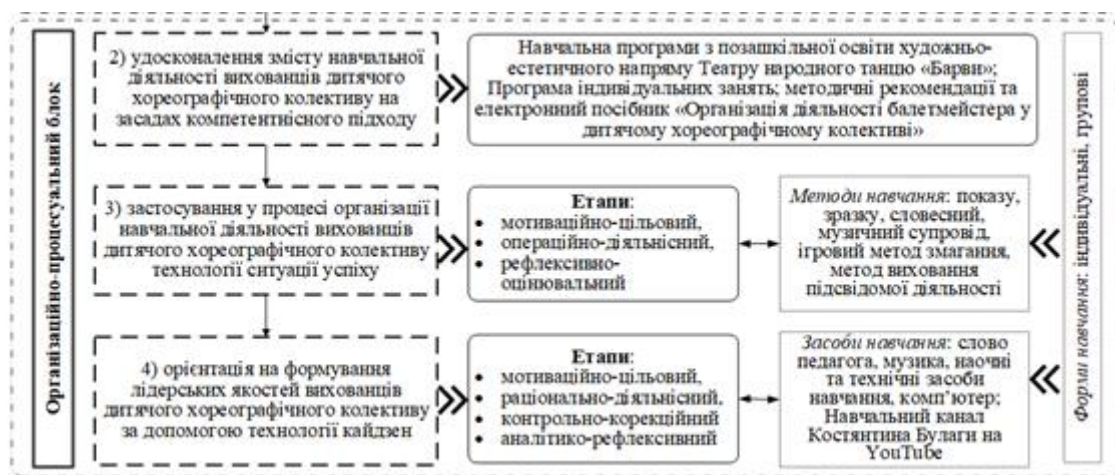 Організаційно-процесуальний блок
2) удосконалення змісту навчальної
діяльності вихованців дитячого
хореографічного колективу на
засадах компетентнісного підходу
Навчальна програми з позашкільної освіти художньо-
естетичного напряму Театру народного танцю «Барви»;
Програма індивідуальних занять; методичні рекомендації та
електронний посібник «Організація діяльності балетмейстера у
дитячому хореографічному колективі»
3) застосування у процесі організації
навчальної діяльності вихованців
дитячого хореографічного колективу
технології ситуації успіху
Етапи:
• мотиваційно-цільовий,
• операційно-діяльнісний,
• рефлексивно-
оцінювальний
Методи навчання: показу,
зразку, словесний,
музичний супровід,
ігровий метод змагання,
метод виховання
підсвідомої діяльності
4) орієнтація на формування
лідерських якостей вихованців
дитячого хореографічного колективу
за допомогою технології кайдзен
Етапи:
• мотиваційно-цільовий,
• раціонально-діяльнісний,
• контрольно-корекційний
• аналітико-рефлексивний
Засоби навчання: слово
педагога, музика, наочні
та технічні засоби
навчання, комп’ютер;
Навчальний канал
Костянтина Булаги на
YouTube
Форми навчання: індивідуальні, групові